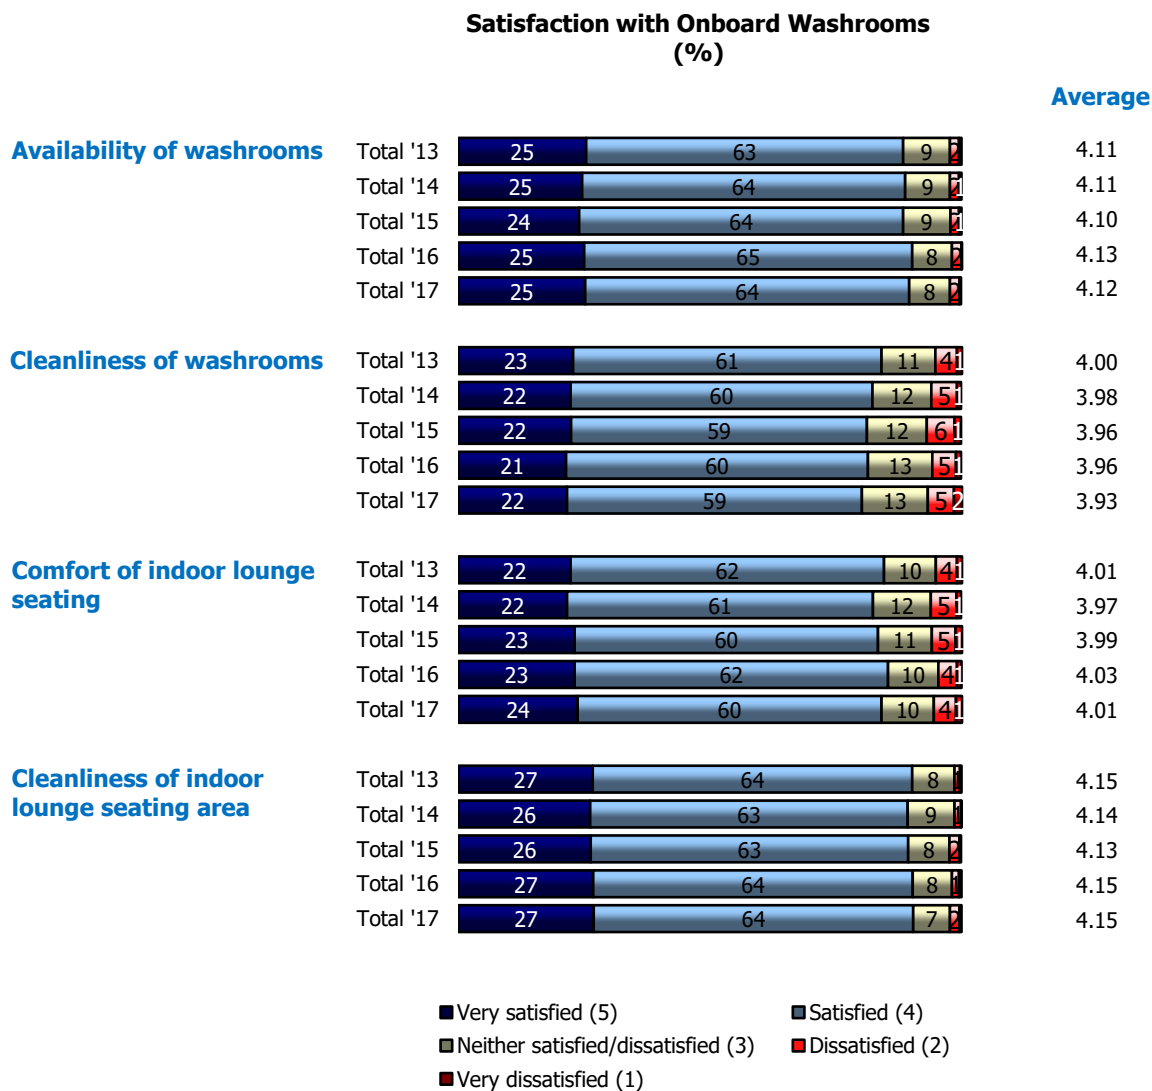 Satisfaction with Onboard Washrooms
(%)
Average
Availability of washrooms
Total '13 25 63 9 2 4.11
Total '14 25 64 9 2 1 4.11
Total '15 24 64 9 2 1 4.10
Total '16 25 65 8 2 4.13
Total '17 25 64 8 2 4.12
Cleanliness of washrooms
Total '13 23 61 11 4 1 4.00
Total '14 22 60 12 5 1 3.98
Total '15 22 59 12 6 1 3.96
Total '16 21 60 13 5 1 3.96
Total '17 22 59 13 5 2 3.93
Comfort of indoor lounge
seating
Total '13 22 62 10 4 1 4.01
Total '14 22 61 12 5 1 3.97
Total '15 23 60 11 5 1 3.99
Total '16 23 62 10 4 1 4.03
Total '17 24 60 10 4 1 4.01
Cleanliness of indoor
lounge seating area
Total '13 27 64 8 1 4.15
Total '14 26 63 9 1 4.14
Total '15 26 63 8 2 4.13
Total '16 27 64 8 1 4.15
Total '17 27 64 7 2 4.15
Very satisfied (5) Satisfied (4)
Neither satisfied/dissatisfied (3) Dissatisfied (2)
Very dissatisfied (1)